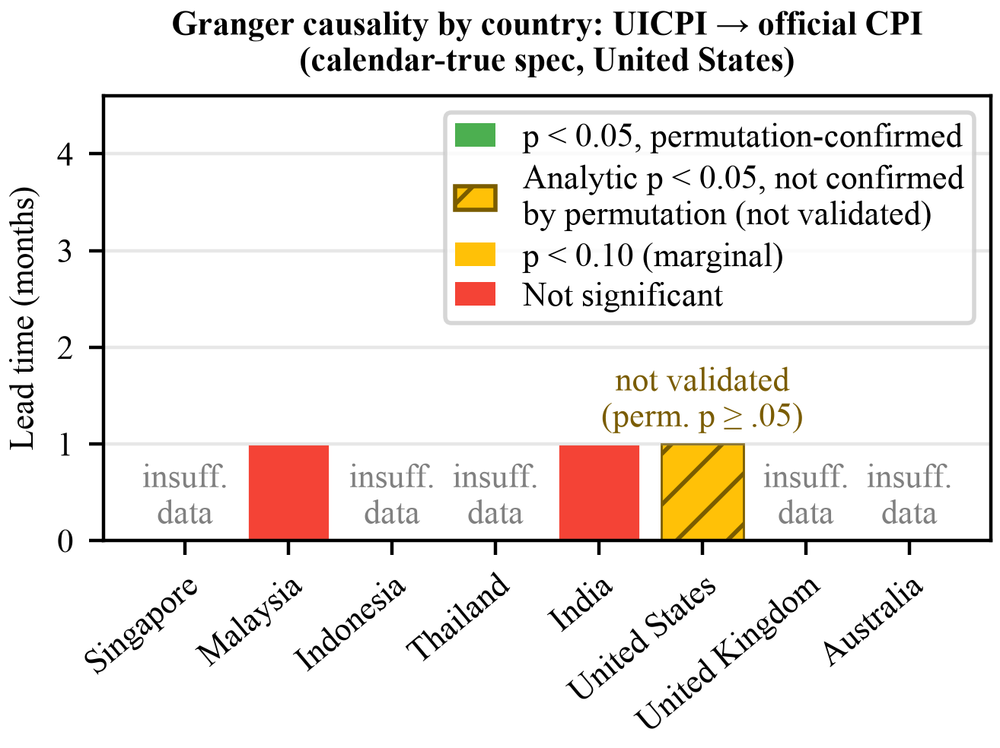 Granger causality by country: UICPI → official CPI
(calendar-true spec, United States)
p < 0.05, permutation-confirmed
Analytic p < 0.05, not confirmed
by permutation (not validated)
p < 0.10 (marginal)
Not significant
Lead time (months)
4
3
2
1
0
not validated
(perm. p ≥ .05)
insuff.
data
insuff.
data
insuff.
data
insuff.
data
insuff.
data
Singapore
Malaysia
Indonesia
Thailand
India
United States
United Kingdom
Australia